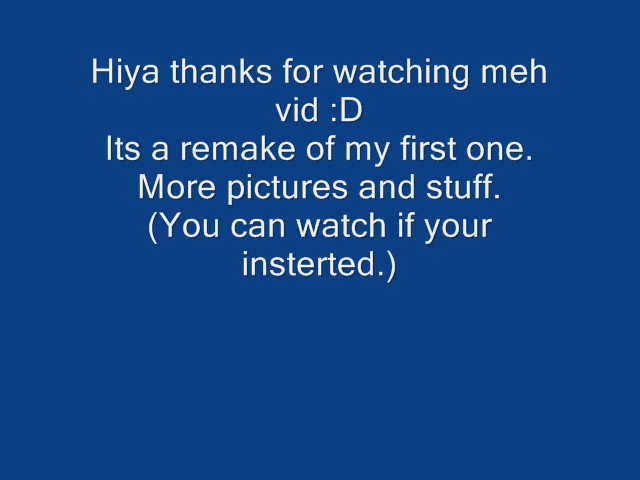 Hiya thanks for watching meh
vid :D
Its a remake of my first one.
More pictures and stuff.
(You can watch if your
insterted.)